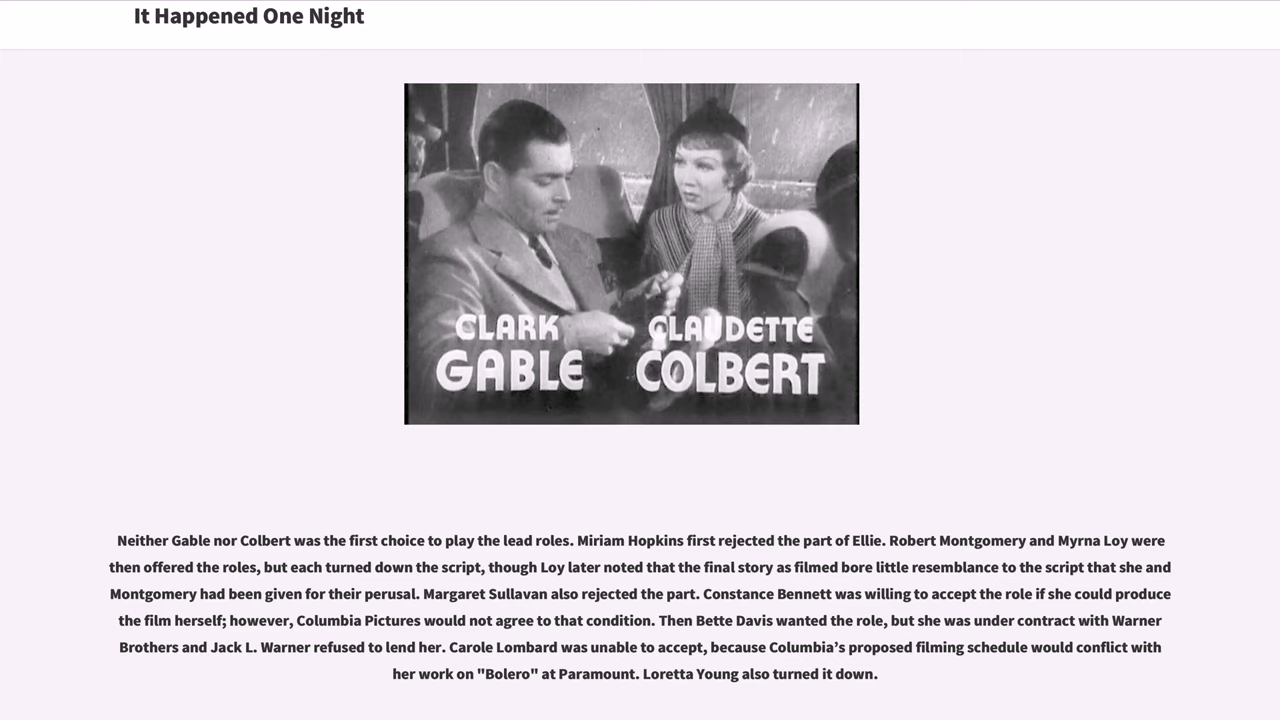 It Happened One Night
CLARK CLAUDETTE
GABLE COLBERT
Neither Gable nor Colbert was the first choice to play the lead roles. Miriam Hopkins first rejected the part of Ellie. Robert Montgomery and Myrna Loy were
then offered the roles, but each turned down the script, though Loy later noted that the final story as filmed bore little resemblance to the script that she and
Montgomery had been given for their perusal. Margaret Sullavan also rejected the part. Constance Bennett was willing to accept the role if she could produce
the film herself; however, Columbia Pictures would not agree to that condition. Then Bette Davis wanted the role, but she was under contract with Warner
Brothers and Jack L. Warner refused to lend her. Carole Lombard was unable to accept, because Columbia’s proposed filming schedule would conflict with
her work on "Bolero" at Paramount. Loretta Young also turned it down.